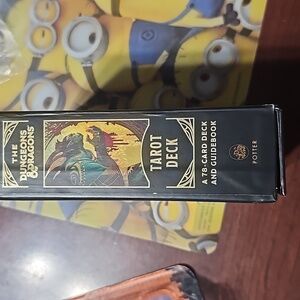 THE
DUNGEONS
& DRAGONS
TAROT
DECK
A 78-CARD DECK
AND GUIDEBOOK
POTTER